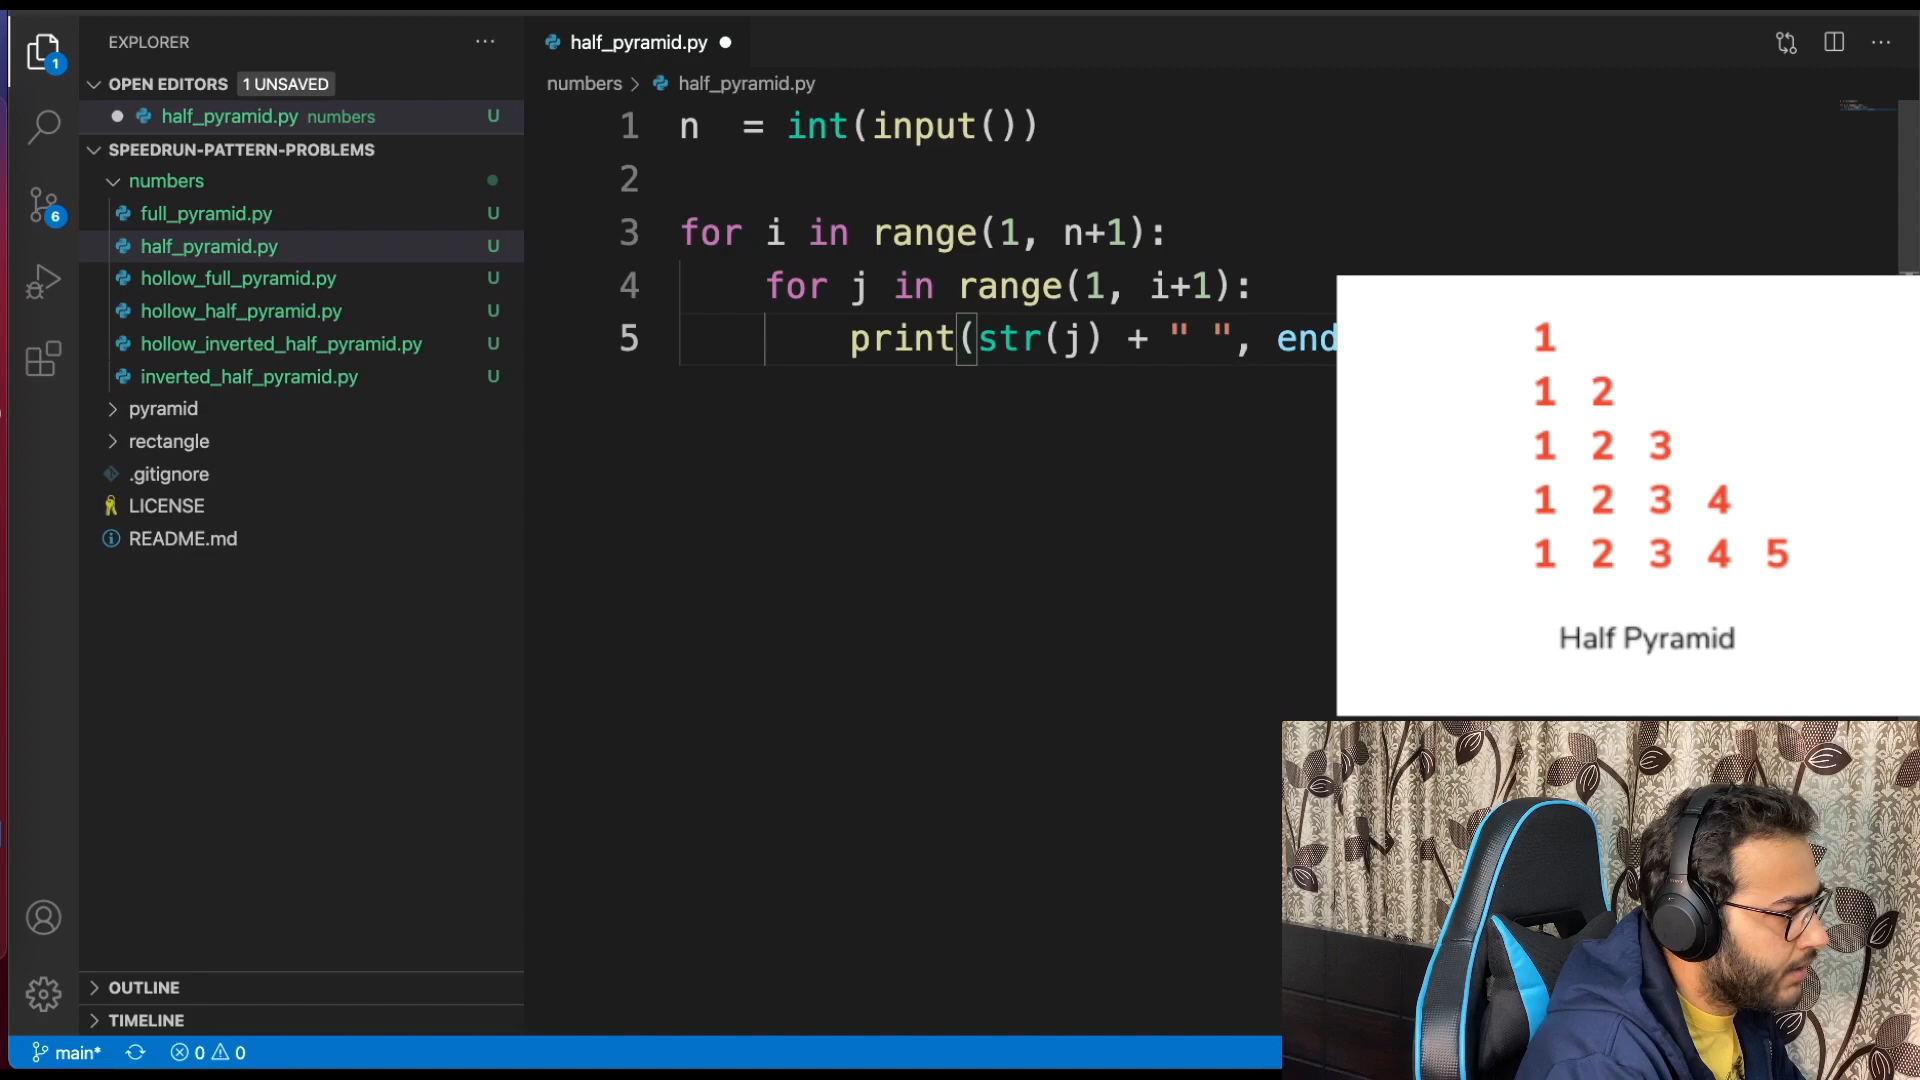 EXPLORER
OPEN EDITORS 1 UNSAVED
half_pyramid.py numbers U
SPEEDRUN-PATTERN-PROBLEMS
numbers
full_pyramid.py U
half_pyramid.py U
hollow_full_pyramid.py U
hollow_half_pyramid.py U
hollow_inverted_half_pyramid.py U
inverted_half_pyramid.py U
pyramid
rectangle
.gitignore
LICENSE
README.md
OUTLINE
TIMELINE
1
6
main* 0 0
half_pyramid.py
numbers > half_pyramid.py
1 n  = int(input())
2
3 for i in range(1, n+1):
4 for j in range(1, i+1):
5 print(str(j) + " ", end
1
1 2
1 2 3
1 2 3 4
1 2 3 4 5
Half Pyramid